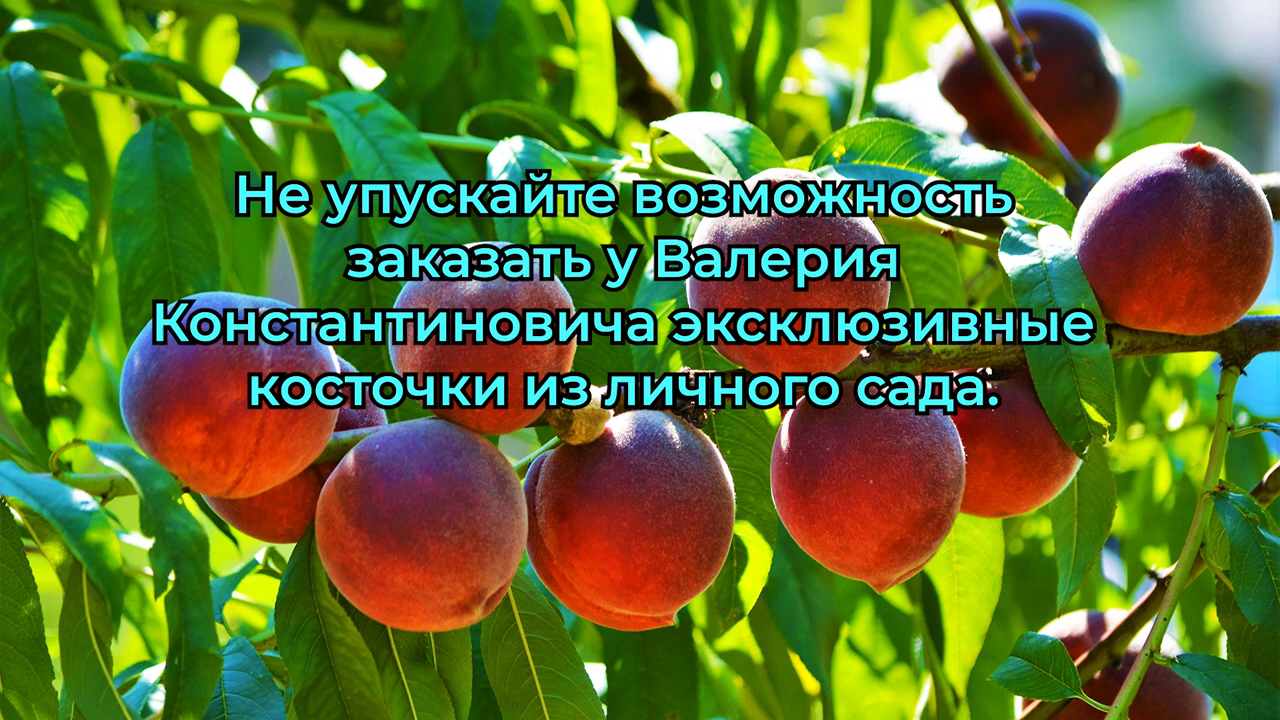 Не упускайте возможность
заказать у Валерия
Константиновича эксклюзивные
косточки из личного сада.